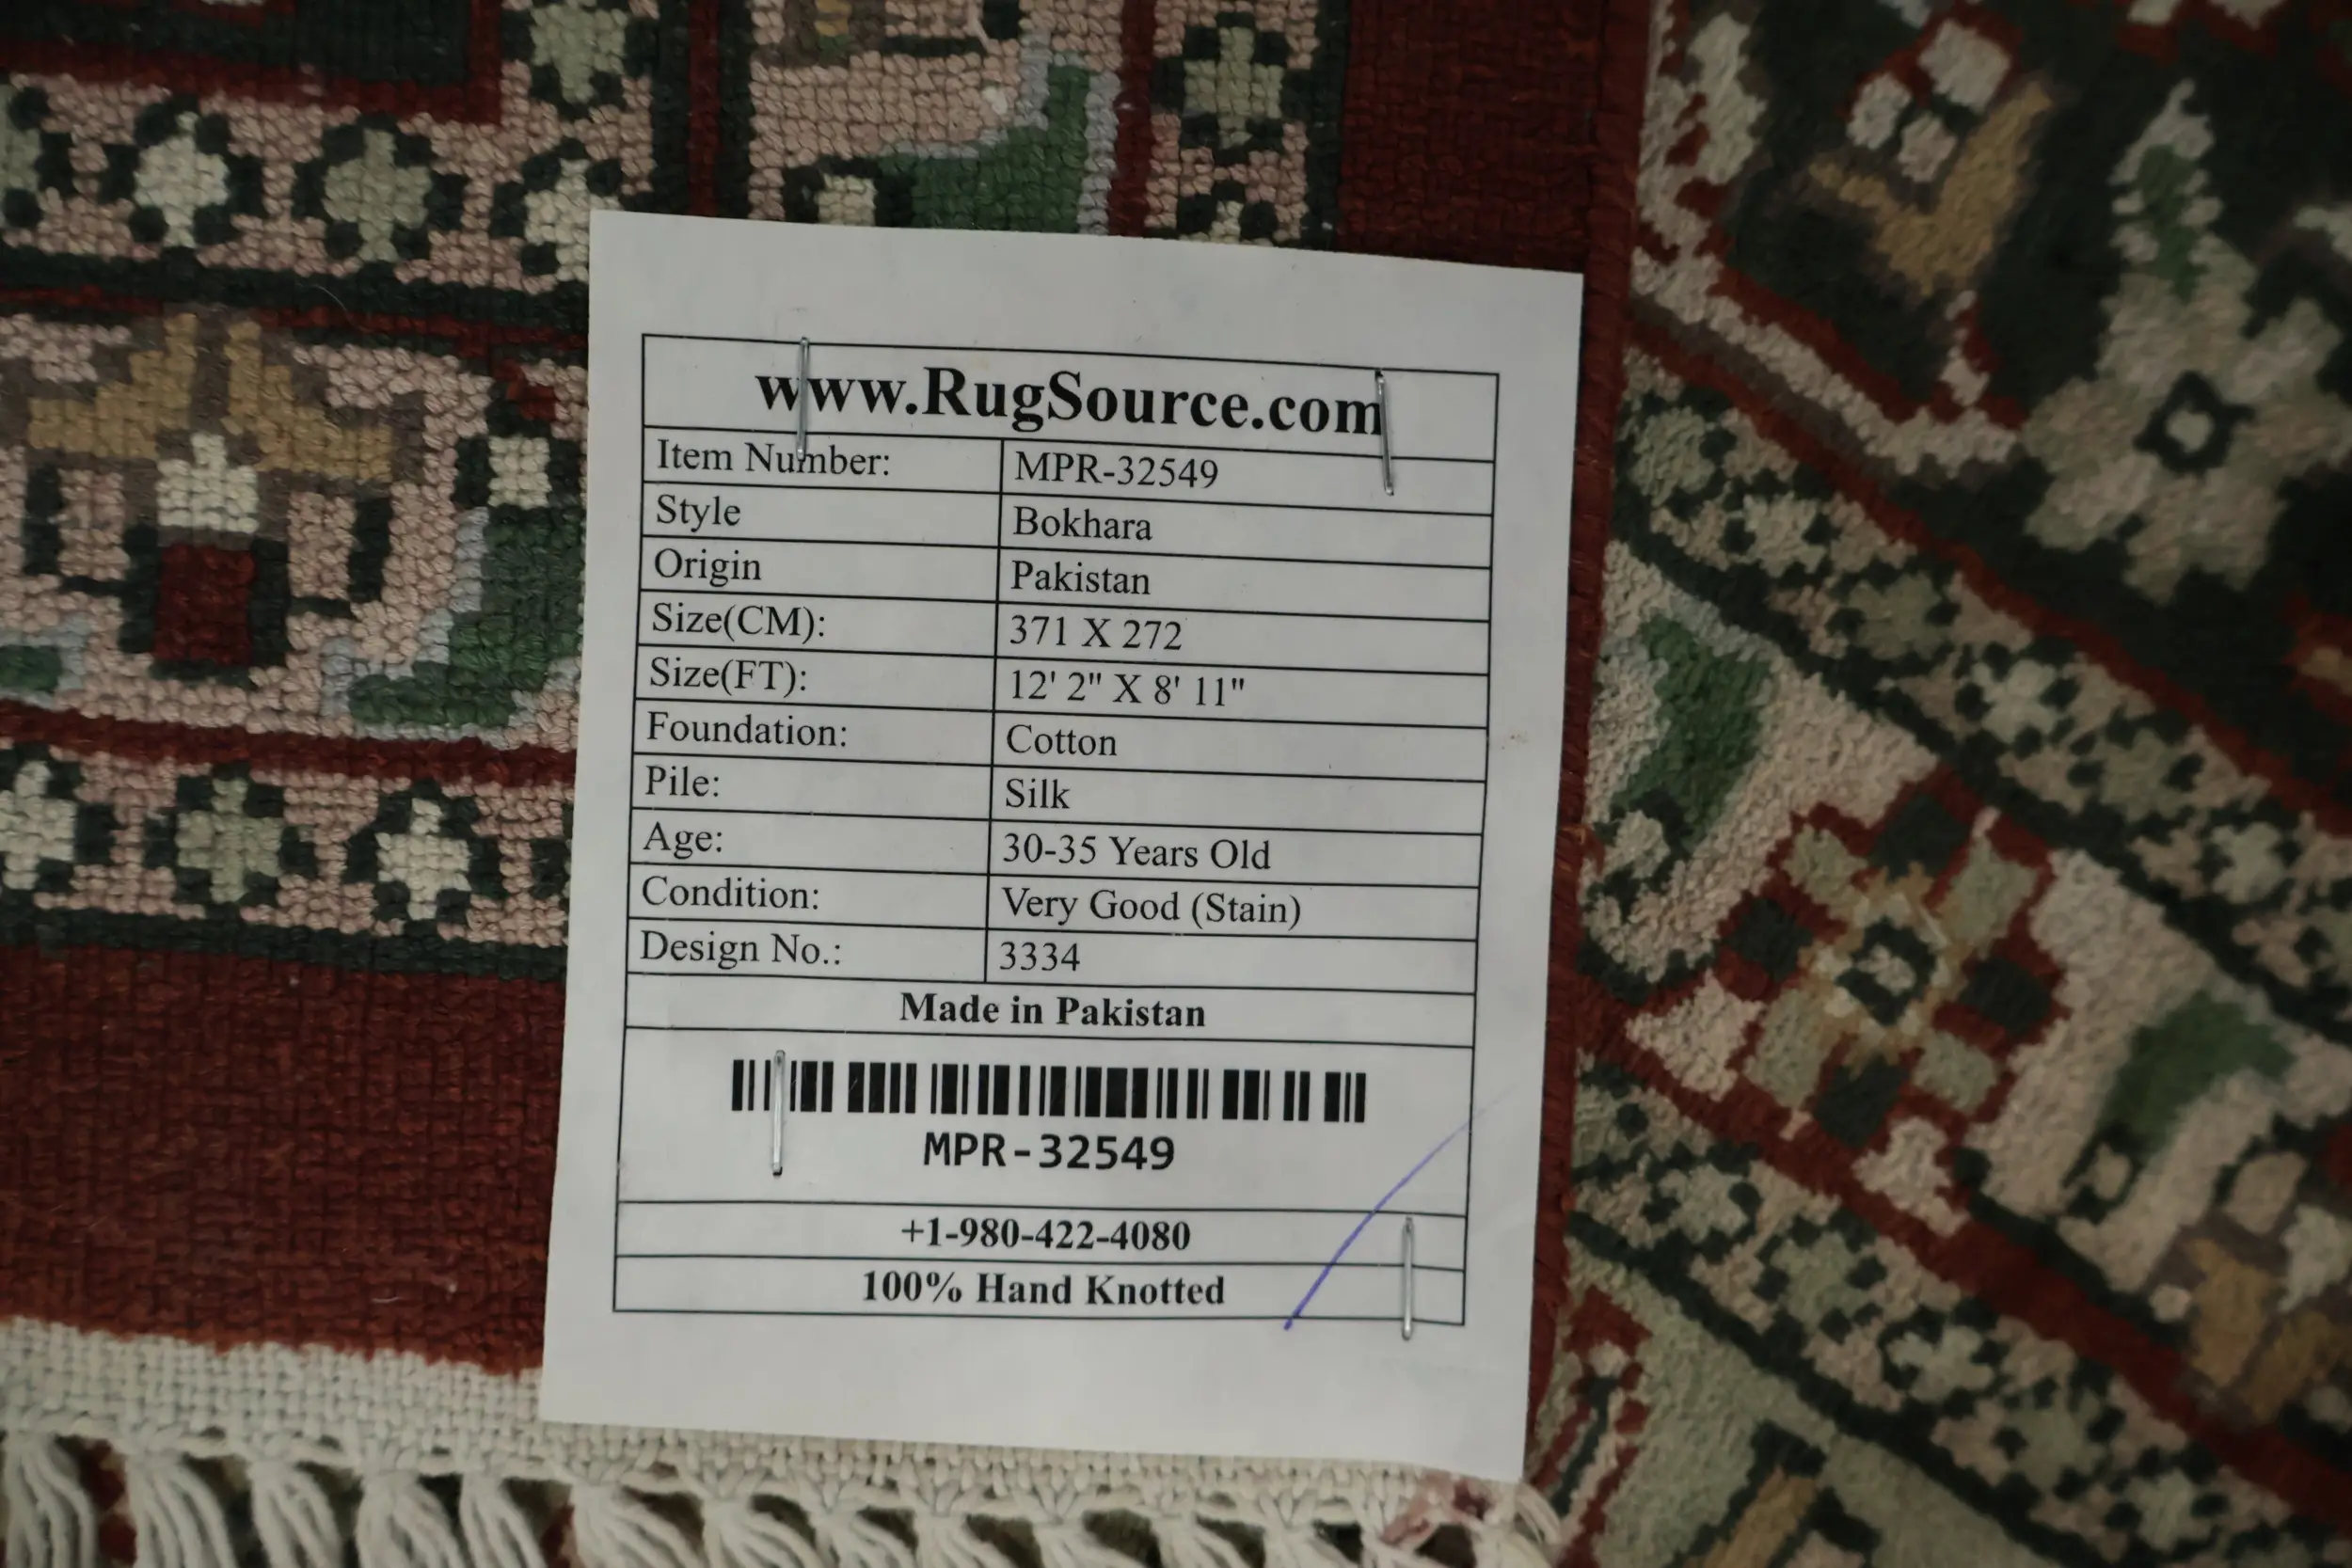 www.RugSource.com
Item Number: MPR-32549
Style Bokhara
Origin Pakistan
Size(CM): 371 X 272
Size(FT): 12' 2" X 8' 11"
Foundation: Cotton
Pile: Silk
Age: 30-35 Years Old
Condition: Very Good (Stain)
Design No.: 3334
Made in Pakistan
MPR-32549
+1-980-422-4080
100% Hand Knotted